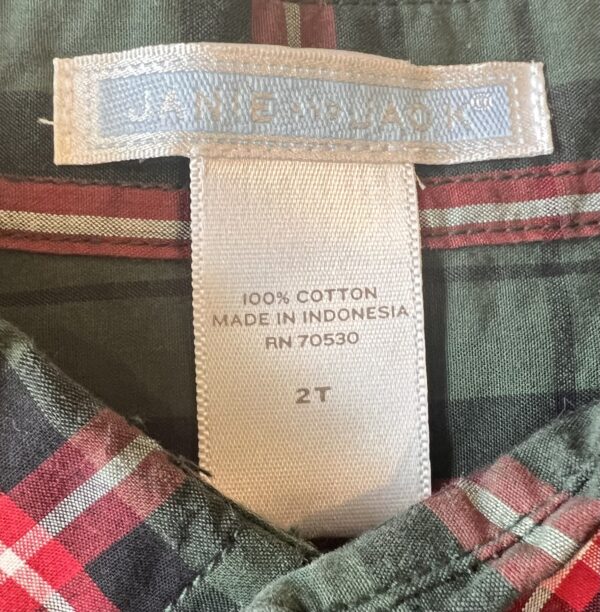 JANIE AND JACK
100% COTTON
MADE IN INDONESIA
RN 70530
2T